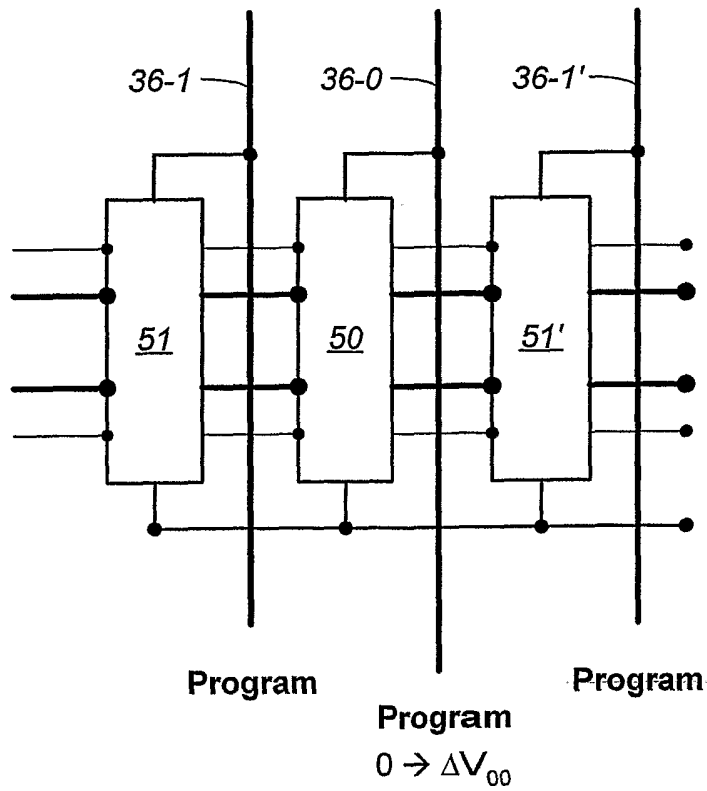 36-1 36-0 36-1'
51 50 51'
Program Program
Program
0 → ΔV₀₀